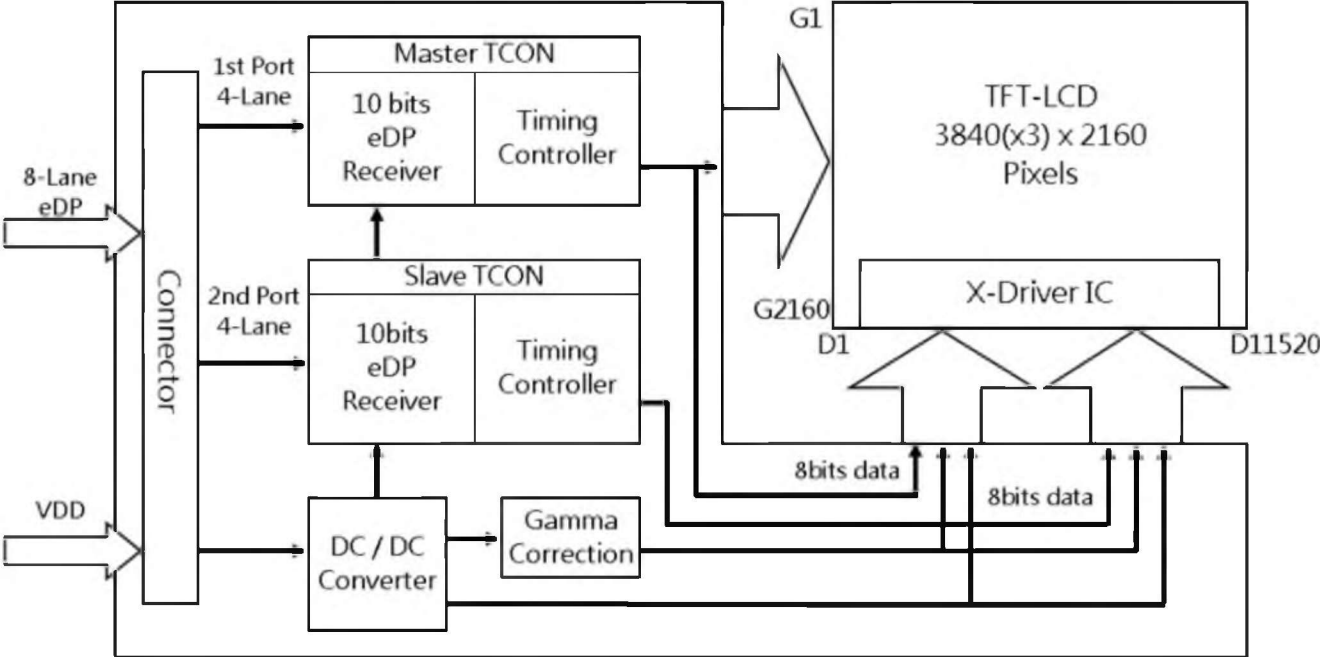 G1
Master TCON
1st Port
4-Lane
10 bits
eDP
Receiver
Timing
Controller
TFT-LCD
3840(x3) x 2160
Pixels
8-Lane
eDP
Connector
Slave TCON
2nd Port
4-Lane
10bits
eDP
Receiver
Timing
Controller
X-Driver IC
G2160
D1
D11520
8bits data
8bits data
VDD
DC / DC
Converter
Gamma
Correction